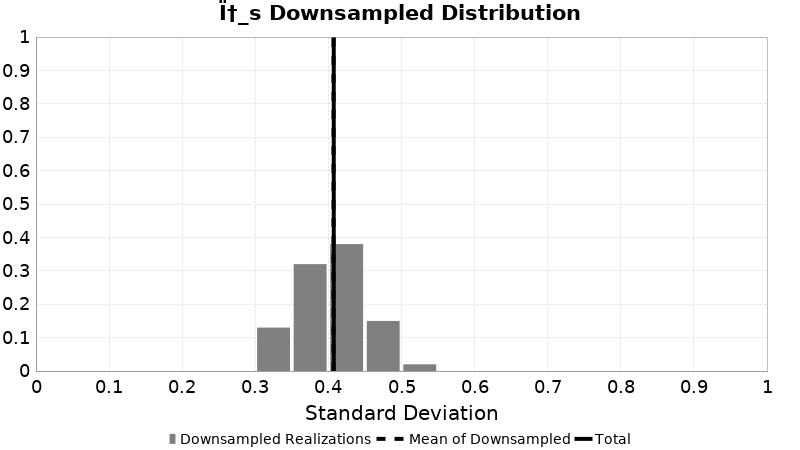 Ï†_s Downsampled Distribution
1
0.9
0.8
0.7
0.6
0.5
0.4
0.3
0.2
0.1
0
0 0.1 0.2 0.3 0.4 0.5 0.6 0.7 0.8 0.9 1
Standard Deviation
Downsampled Realizations Mean of Downsampled Total